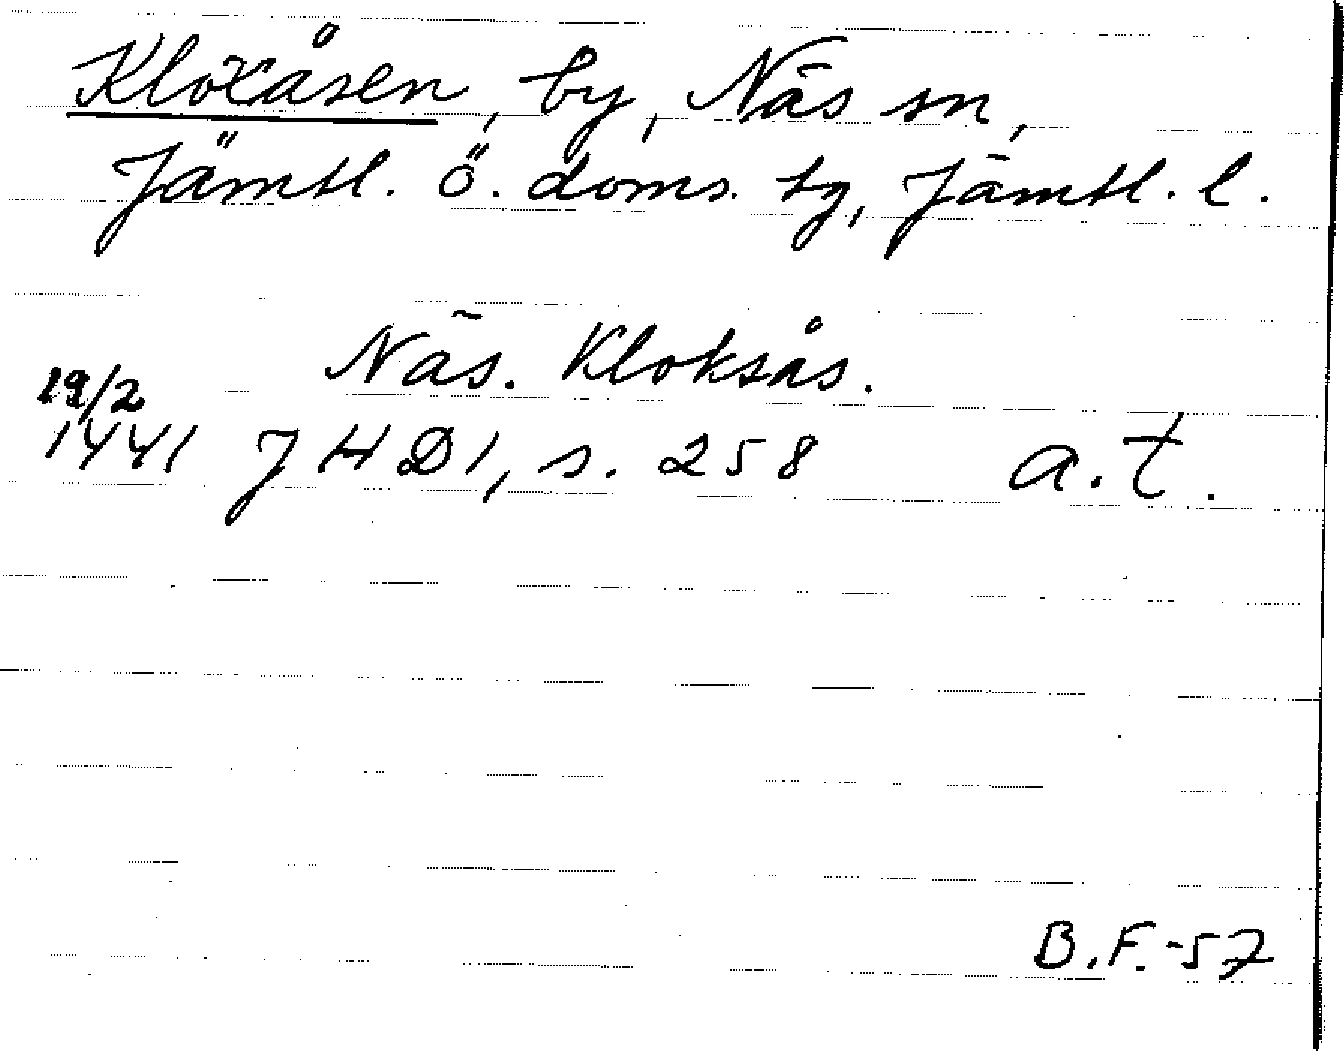 Kloxåsen, by, Näs sn,
Jämtl. ö. doms. tg, Jämtl. l.
Näs. Kloksås.
19/2
1441 JHD1, s. 258 a.t.
B.F.-57